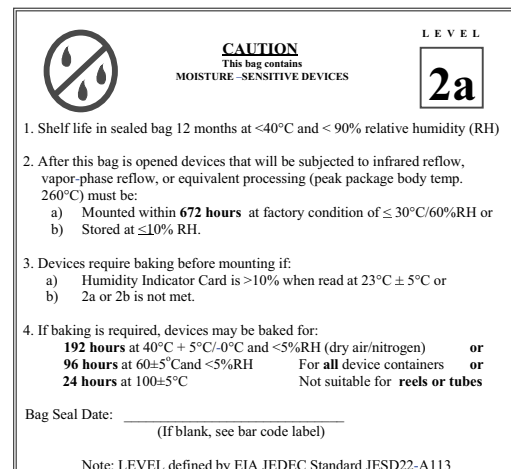 LEVEL
CAUTION
This bag contains
MOISTURE –SENSITIVE DEVICES
2a
1. Shelf life in sealed bag 12 months at <40°C and < 90% relative humidity (RH)
2. After this bag is opened devices that will be subjected to infrared reflow,
vapor-phase reflow, or equivalent processing (peak package body temp.
260°C) must be:
a) Mounted within 672 hours at factory condition of ≤ 30°C/60%RH or
b) Stored at ≤10% RH.
3. Devices require baking before mounting if:
a) Humidity Indicator Card is >10% when read at 23°C ± 5°C or
b) 2a or 2b is not met.
4. If baking is required, devices may be baked for:
192 hours at 40°C + 5°C/-0°C and <5%RH (dry air/nitrogen) or
96 hours at 60±5°Cand <5%RH For all device containers or
24 hours at 100±5°C Not suitable for reels or tubes
Bag Seal Date: ______________________________
(If blank, see bar code label)
Note: LEVEL defined by EIA JEDEC Standard JESD22-A113